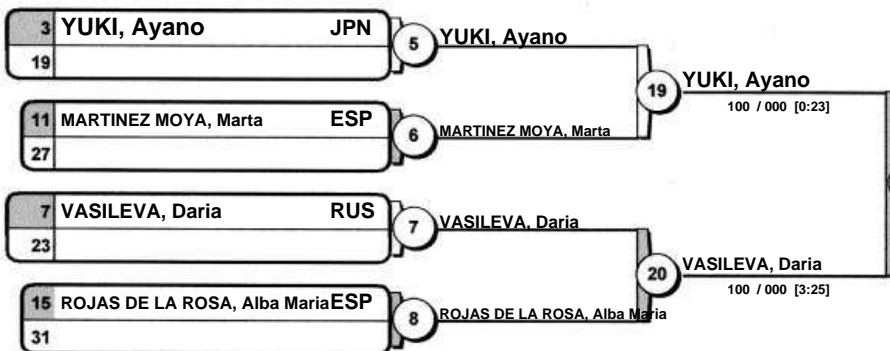 3 YUKI, Ayano JPN
19
5 YUKI, Ayano
11 MARTINEZ MOYA, Marta ESP
27
6 MARTINEZ MOYA, Marta
19 YUKI, Ayano
100 / 000 [0:23]
7 VASILEVA, Daria RUS
23
7 VASILEVA, Daria
15 ROJAS DE LA ROSA, Alba Maria ESP
31
8 ROJAS DE LA ROSA, Alba Maria
20 VASILEVA, Daria
100 / 000 [3:25]